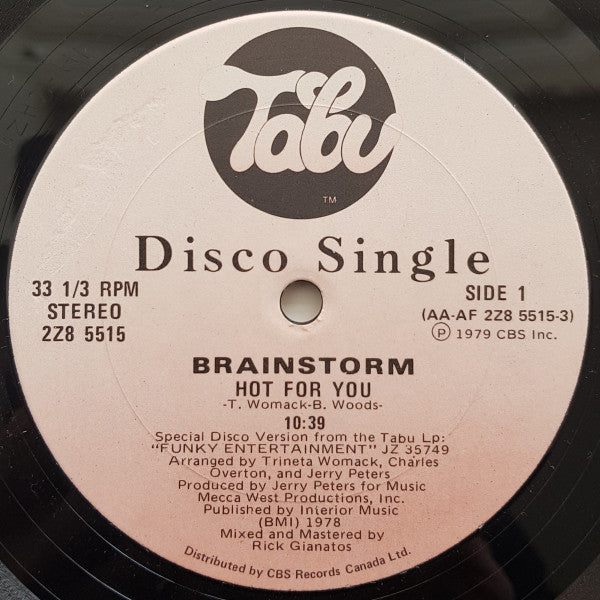 Tabu
TM
Disco Single
33 1/3 RPM
STEREO
2Z8 5515
SIDE 1
(AA-AF 2Z8 5515-3)
Ⓟ 1979 CBS Inc.
BRAINSTORM
HOT FOR YOU
-T. Womack-B. Woods-
10:39
Special Disco Version from the Tabu Lp:
"FUNKY ENTERTAINMENT" JZ 35749
Arranged by Trineta Womack, Charles
Overton, and Jerry Peters
Produced by Jerry Peters for Music
Mecca West Productions, Inc.
Published by Interior Music
(BMI) 1978
Mixed and Mastered by
Rick Gianatos
Distributed by CBS Records Canada Ltd.